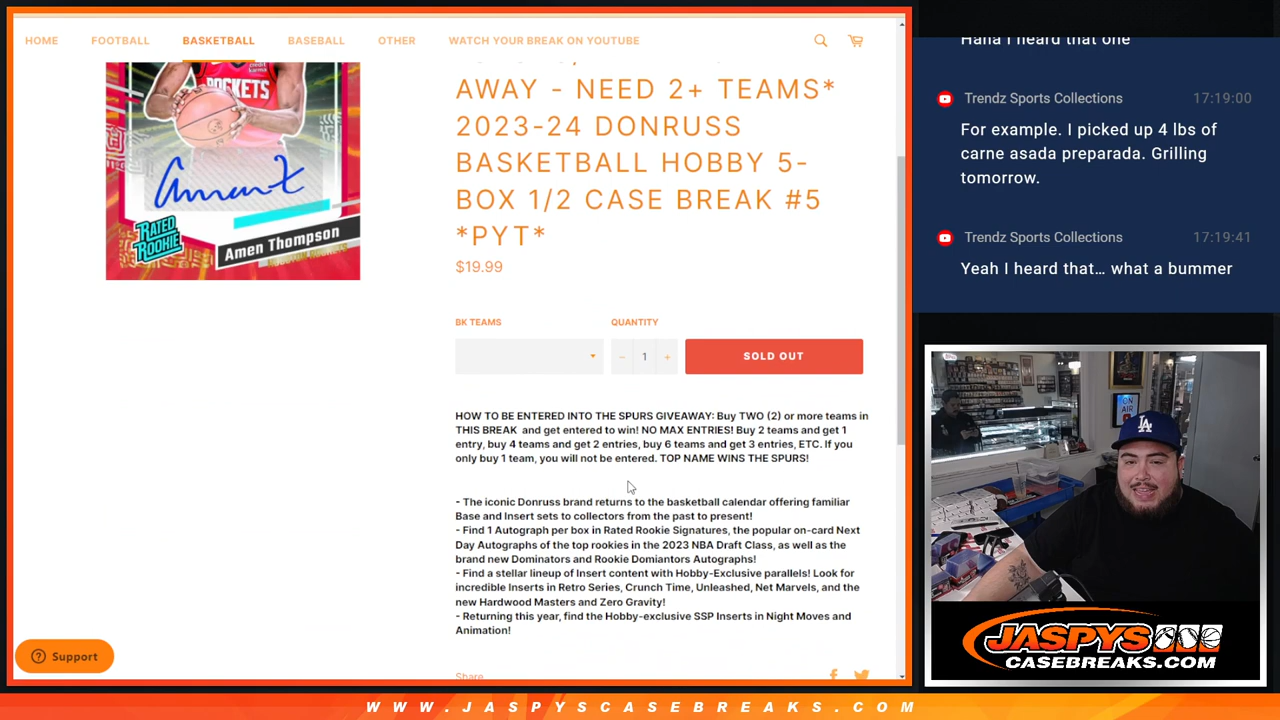 HOME FOOTBALL BASKETBALL BASEBALL OTHER WATCH YOUR BREAK ON YOUTUBE
ROCKETS
RATED
ROOKIE
Amen Thompson
AWAY - NEED 2+ TEAMS*
2023-24 DONRUSS
BASKETBALL HOBBY 5-
BOX 1/2 CASE BREAK #5
*PYT*
$19.99
BK TEAMS QUANTITY
− 1 + SOLD OUT
HOW TO BE ENTERED INTO THE SPURS GIVEAWAY: Buy TWO (2) or more teams in
THIS BREAK and get entered to win! NO MAX ENTRIES! Buy 2 teams and get 1
entry, buy 4 teams and get 2 entries, buy 6 teams and get 3 entries, ETC. If you
only buy 1 team, you will not be entered. TOP NAME WINS THE SPURS!
- The iconic Donruss brand returns to the basketball calendar offering familiar
Base and Insert sets to collectors from the past to present!
- Find 1 Autograph per box in Rated Rookie Signatures, the popular on-card Next
Day Autographs of the top rookies in the 2023 NBA Draft Class, as well as the
brand new Dominators and Rookie Domiantors Autographs!
- Find a stellar lineup of Insert content with Hobby-Exclusive parallels! Look for
incredible Inserts in Retro Series, Crunch Time, Unleashed, Net Marvels, and the
new Hardwood Masters and Zero Gravity!
- Returning this year, find the Hobby-exclusive SSP Inserts in Night Moves and
Animation!
Share
Support
Haha I heard that one
Trendz Sports Collections 17:19:00
For example. I picked up 4 lbs of
carne asada preparada. Grilling
tomorrow.
Trendz Sports Collections 17:19:41
Yeah I heard that… what a bummer
ON
AIR
LA
JASPYS
CASEBREAKS.COM
WWW.JASPYSCASEBREAKS.COM